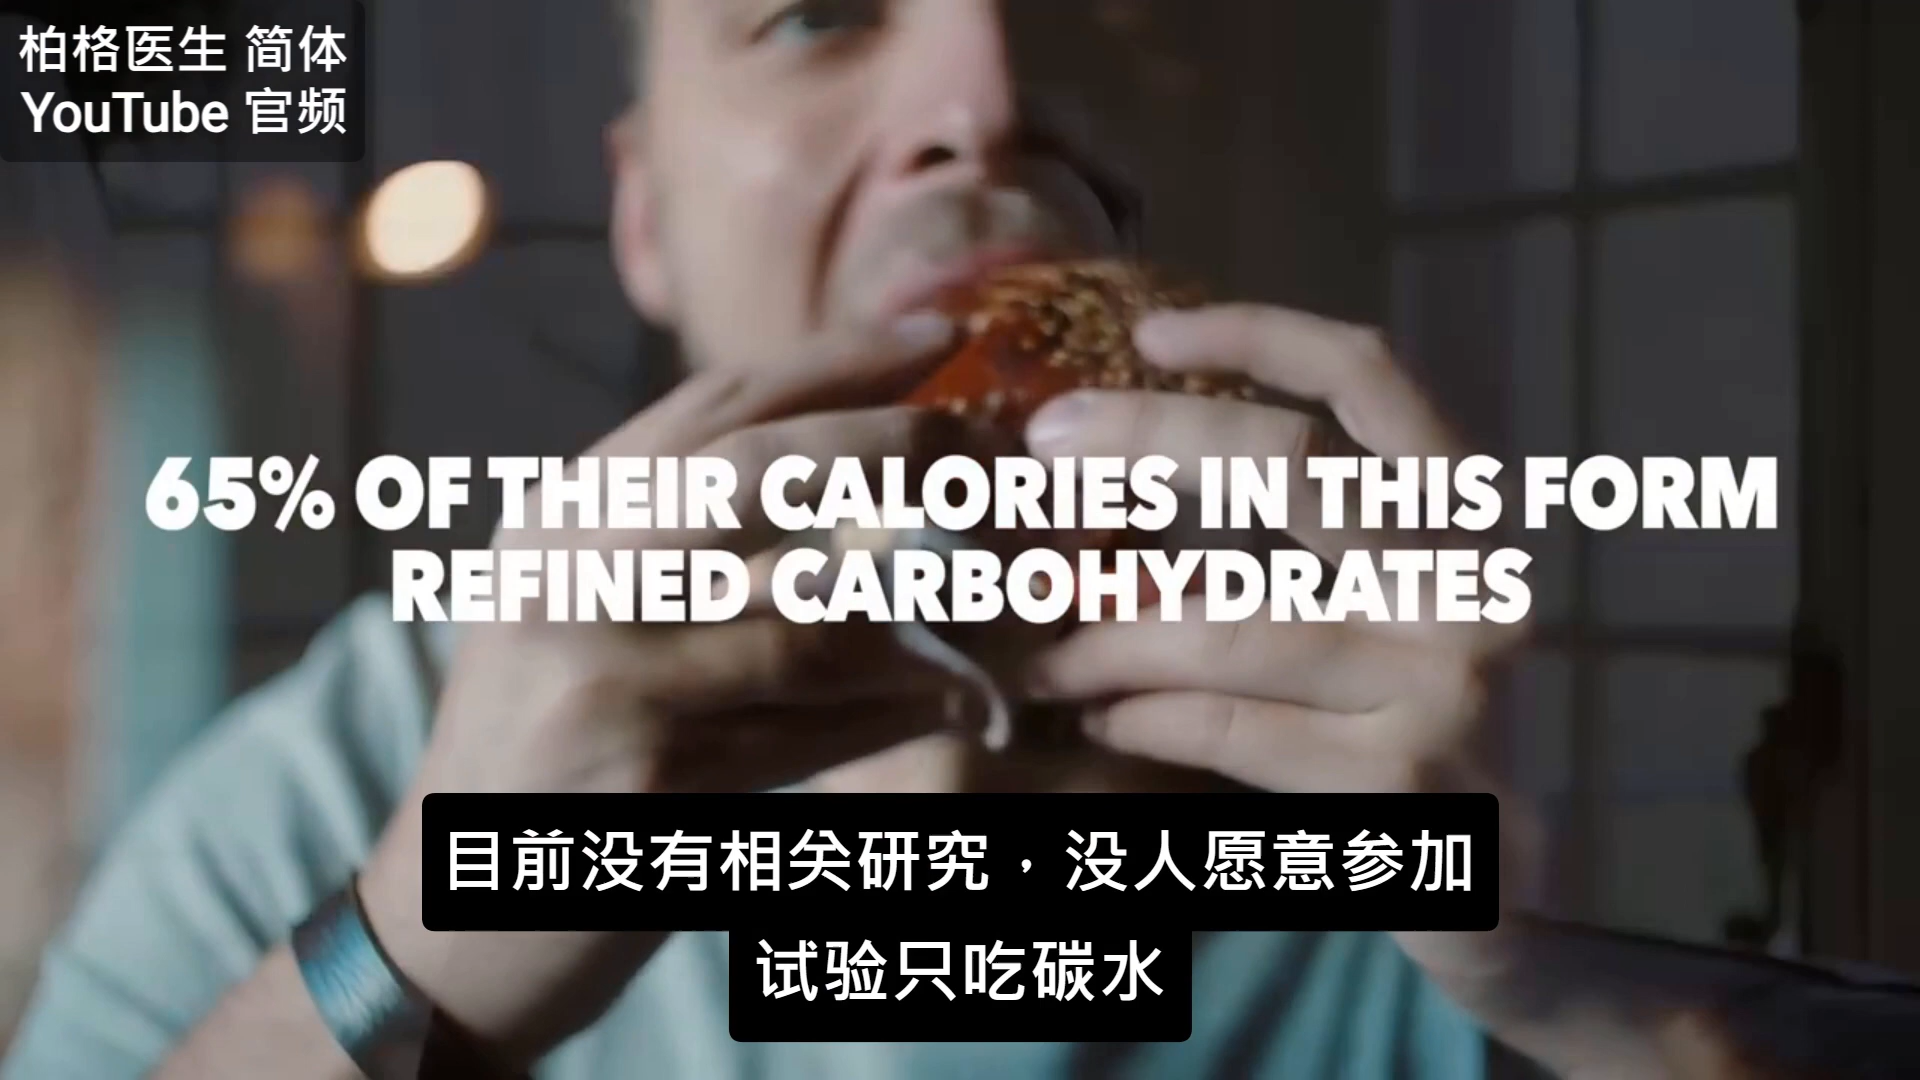 柏格医生 简体
YouTube 官频
65% OF THEIR CALORIES IN THIS FORM
REFINED CARBOHYDRATES
目前没有相关研究，没人愿意参加
试验只吃碳水